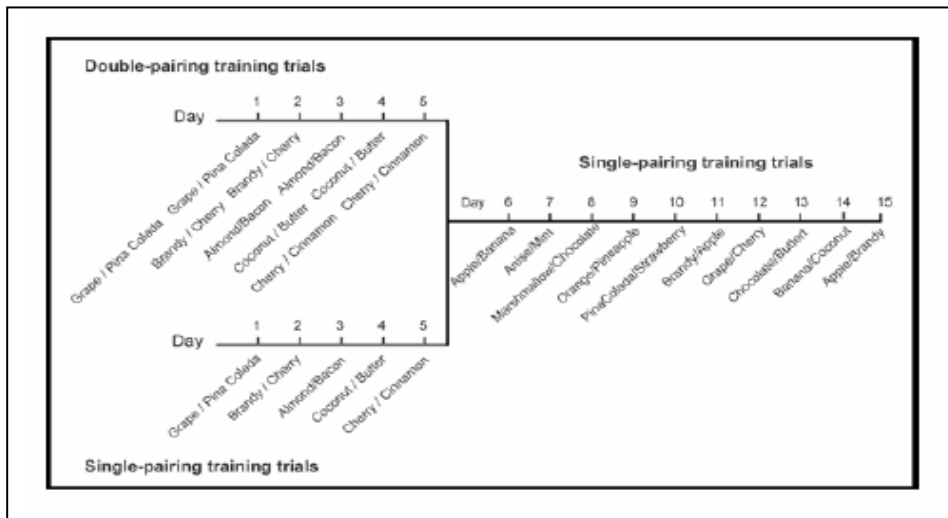 Double-pairing training trials
Day 1 2 3 4 5
Grape / Pina Colada Grape / Pina Colada
Brandy / Cherry Brandy / Cherry
Almond/Bacon Almond/Bacon
Coconut / Butter Coconut / Butter
Cherry / Cinnamon Cherry / Cinnamon
Single-pairing training trials
Day 6 7 8 9 10 11 12 13 14 15
Apple/Banana
Anise/Mint
Marshmallow/Chocolate
Orange/Pineapple
PinaColada/Strawberry
Brandy/Apple
Grape/Cherry
Chocolate/Buttert
Banana/Coconut
Apple/Brandy
Day 1 2 3 4 5
Grape / Pina Colada
Brandy / Cherry
Almond/Bacon
Coconut / Butter
Cherry / Cinnamon
Single-pairing training trials